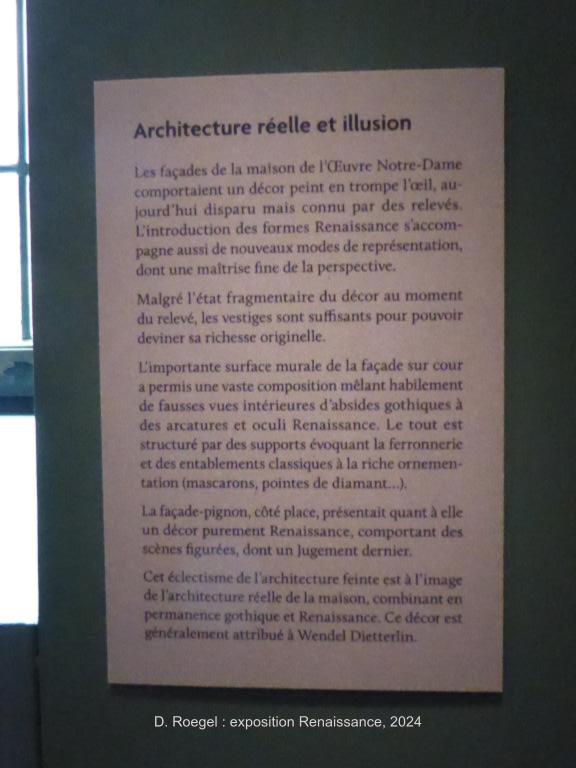 Architecture réelle et illusion
Les façades de la maison de l'Œuvre Notre-Dame
comportaient un décor peint en trompe l'œil, au-
jourd'hui disparu mais connu par des relevés.
L'introduction des formes Renaissance s'accom-
pagne aussi de nouveaux modes de représentation,
dont une maîtrise fine de la perspective.
Malgré l'état fragmentaire du décor au moment
du relevé, les vestiges sont suffisants pour pouvoir
deviner sa richesse originelle.
L'importante surface murale de la façade sur cour
a permis une vaste composition mêlant habilement
de fausses vues intérieures d'absides gothiques à
des arcatures et oculi Renaissance. Le tout est
structuré par des supports évoquant la ferronnerie
et des entablements classiques à la riche ornemen-
tation (mascarons, pointes de diamant...).
La façade-pignon, côté place, présentait quant à elle
un décor purement Renaissance, comportant des
scènes figurées, dont un Jugement dernier.
Cet éclectisme de l'architecture feinte est à l'image
de l'architecture réelle de la maison, combinant en
permanence gothique et Renaissance. Ce décor est
généralement attribué à Wendel Dietterlin.
D. Roegel : exposition Renaissance, 2024